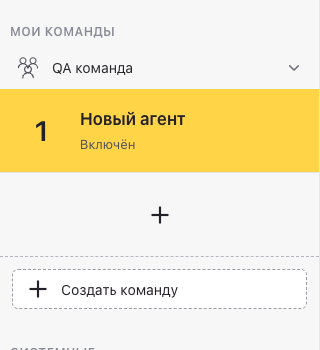 МОИ КОМАНДЫ
QA команда
1
Новый агент
Включён
Создать команду